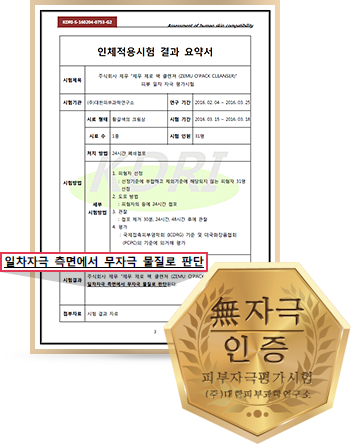 KDRI-S-160204-0753-G2
Assessment of human skin compatibility
인체적용시험 결과 요약서
시험제목 주식회사 제무 "제무 제로 팩 클렌저 (ZEMU O'PACK CLEANSER)"
피부 일차 자극 평가시험
시험기관 (주)대한피부과학연구소 연구 기간 2016. 02. 04 ~ 2016. 03. 25
시료 형태 황갈색의 크림상 시험 기간 2016. 03. 15 ~ 2016. 03. 18
시료 수 1종 시험 인원 31명
처치 방법 24시간 폐쇄첩포
시험방법
세부
시험방법
1. 피험자 선정
: 선정기준에 부합하고 제외기준에 해당되지 않는 피험자 31명
선정
2. 도포 방법
: 피험자의 등에 24시간 첩포
3. 관찰
: 첩포 제거 30분, 24시간, 48시간 후에 관찰
4. 평가
: 국제접촉피부염학회 (ICDRG) 기준 및 미국화장품협회
(PCPC)의 기준에 의거해 평가
KDRI
일차자극 측면에서 무자극 물질로 판단
시험결과 주식회사 제무 "제무 제로 팩 클렌저 (ZEMU O'PACK CLEANSER)"는
일차자극 측면에서 무자극 물질로 판단된다.
첨부자료 시험 결과 자료
3
無자극
인증
피부자극평가시험
(주)대한피부과학연구소